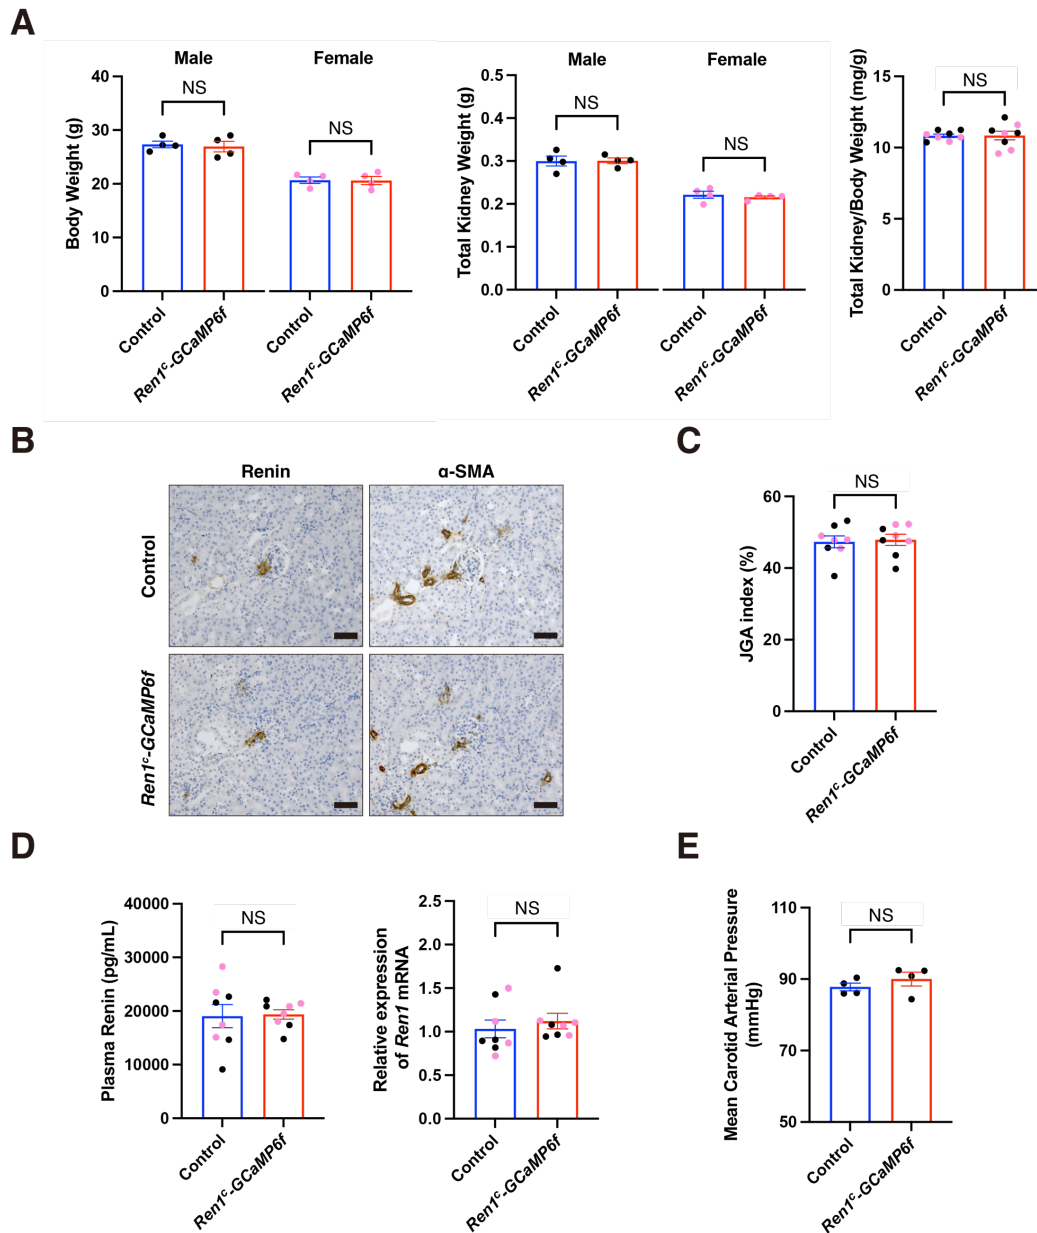 A
Male
Female
NS
NS
Body Weight (g)
40
30
20
10
0
Control
Ren1ᶜ-GCaMP6f
Control
Ren1ᶜ-GCaMP6f
Male
Female
NS
NS
Total Kidney Weight (g)
0.5
0.4
0.3
0.2
0.1
0.0
Control
Ren1ᶜ-GCaMP6f
Control
Ren1ᶜ-GCaMP6f
NS
Total Kidney/Body Weight (mg/g)
15
10
5
0
Control
Ren1ᶜ-GCaMP6f
B
Renin
α-SMA
Control
Ren1ᶜ-GCaMP6f
C
NS
JGA index (%)
60
40
20
0
Control
Ren1ᶜ-GCaMP6f
D
NS
Plasma Renin (pg/mL)
40000
30000
20000
10000
0
Control
Ren1ᶜ-GCaMP6f
NS
Relative expression
of Ren1 mRNA
2.5
2.0
1.5
1.0
0.5
0.0
Control
Ren1ᶜ-GCaMP6f
E
NS
Mean Carotid Arterial Pressure
(mmHg)
110
90
70
50
Control
Ren1ᶜ-GCaMP6f